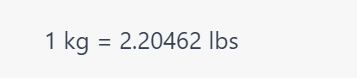 1 kg = 2.20462 lbs